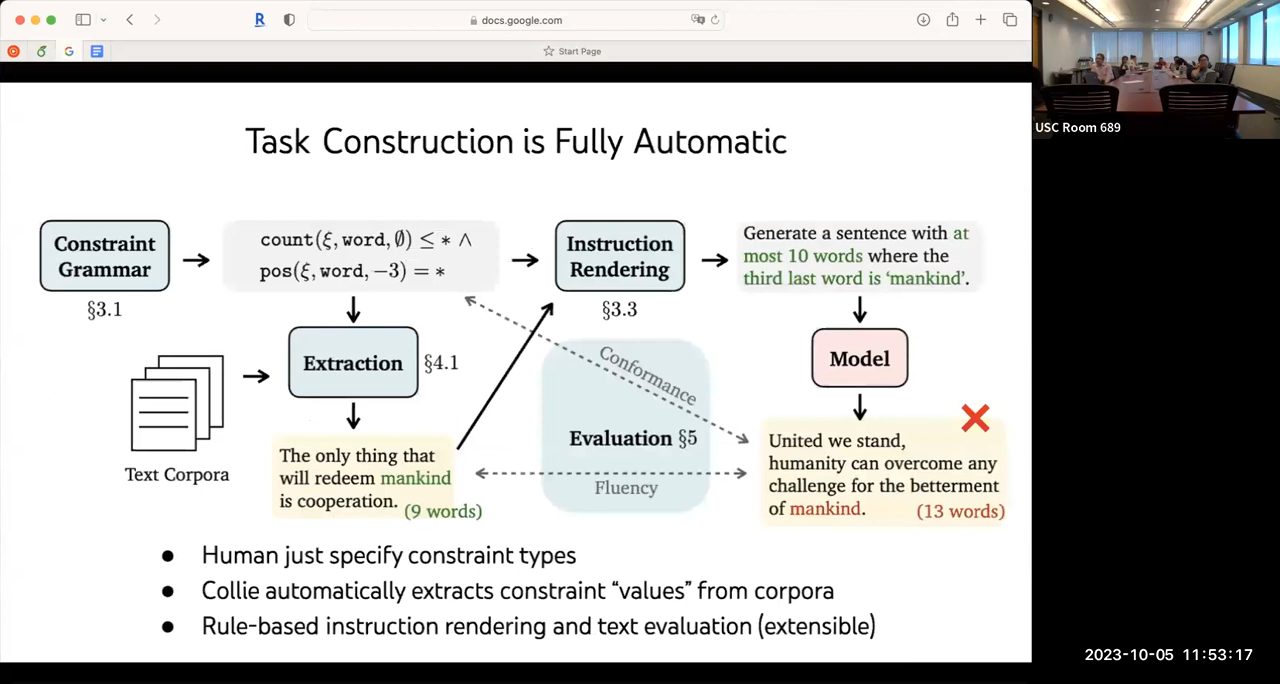 docs.google.com
Start Page
USC Room 689
Task Construction is Fully Automatic
Constraint
Grammar
§3.1
count(ξ, word, ∅) ≤ * ∧
pos(ξ, word, −3) = *
Instruction
Rendering
§3.3
Generate a sentence with at
most 10 words where the
third last word is ‘mankind’.
Extraction
§4.1
Text Corpora
The only thing that
will redeem mankind
is cooperation.
(9 words)
Conformance
Evaluation §5
Fluency
Model
United we stand,
humanity can overcome any
challenge for the betterment
of mankind.
(13 words)
● Human just specify constraint types
● Collie automatically extracts constraint “values” from corpora
● Rule-based instruction rendering and text evaluation (extensible)
2023-10-05 11:53:17